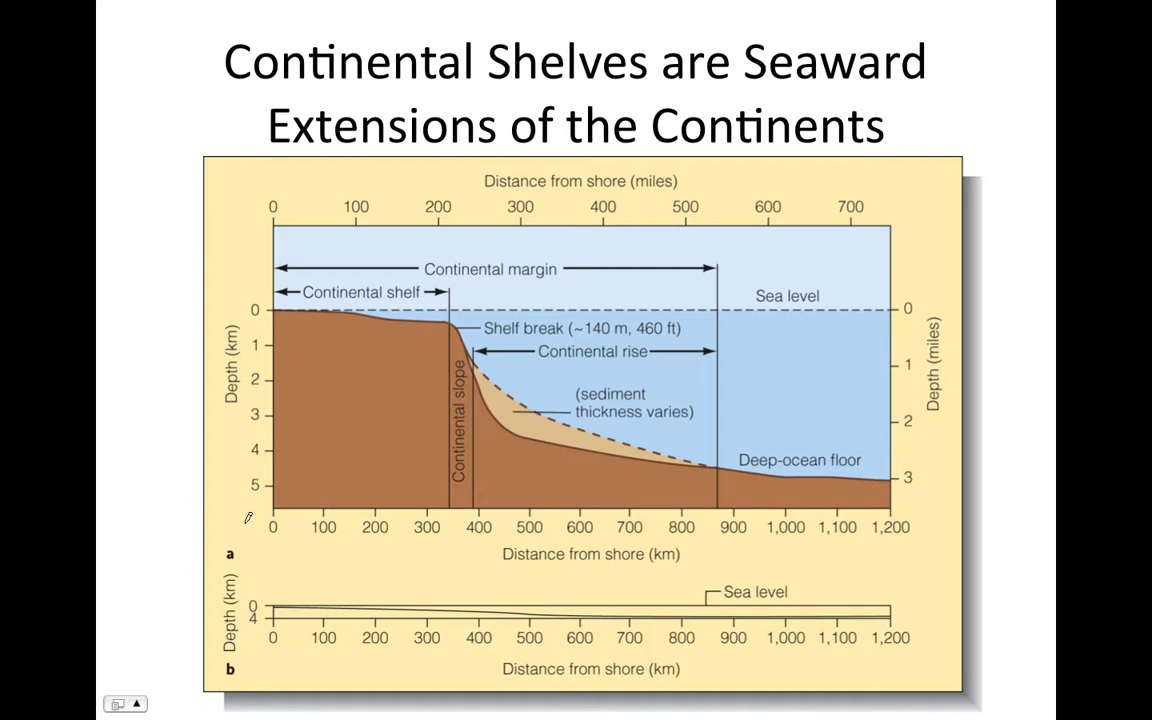 Continental Shelves are Seaward
Extensions of the Continents
Distance from shore (miles)
0 100 200 300 400 500 600 700
Continental margin
Continental shelf
Sea level
0 0
Shelf break (~140 m, 460 ft)
Continental rise
1 1
2
(sediment
thickness varies)
3 2
4
Deep-ocean floor
5 3
Depth (km)
Continental slope
Depth (miles)
0 100 200 300 400 500 600 700 800 900 1,000 1,100 1,200
a
Distance from shore (km)
Sea level
0
4
Depth (km)
0 100 200 300 400 500 600 700 800 900 1,000 1,100 1,200
b
Distance from shore (km)